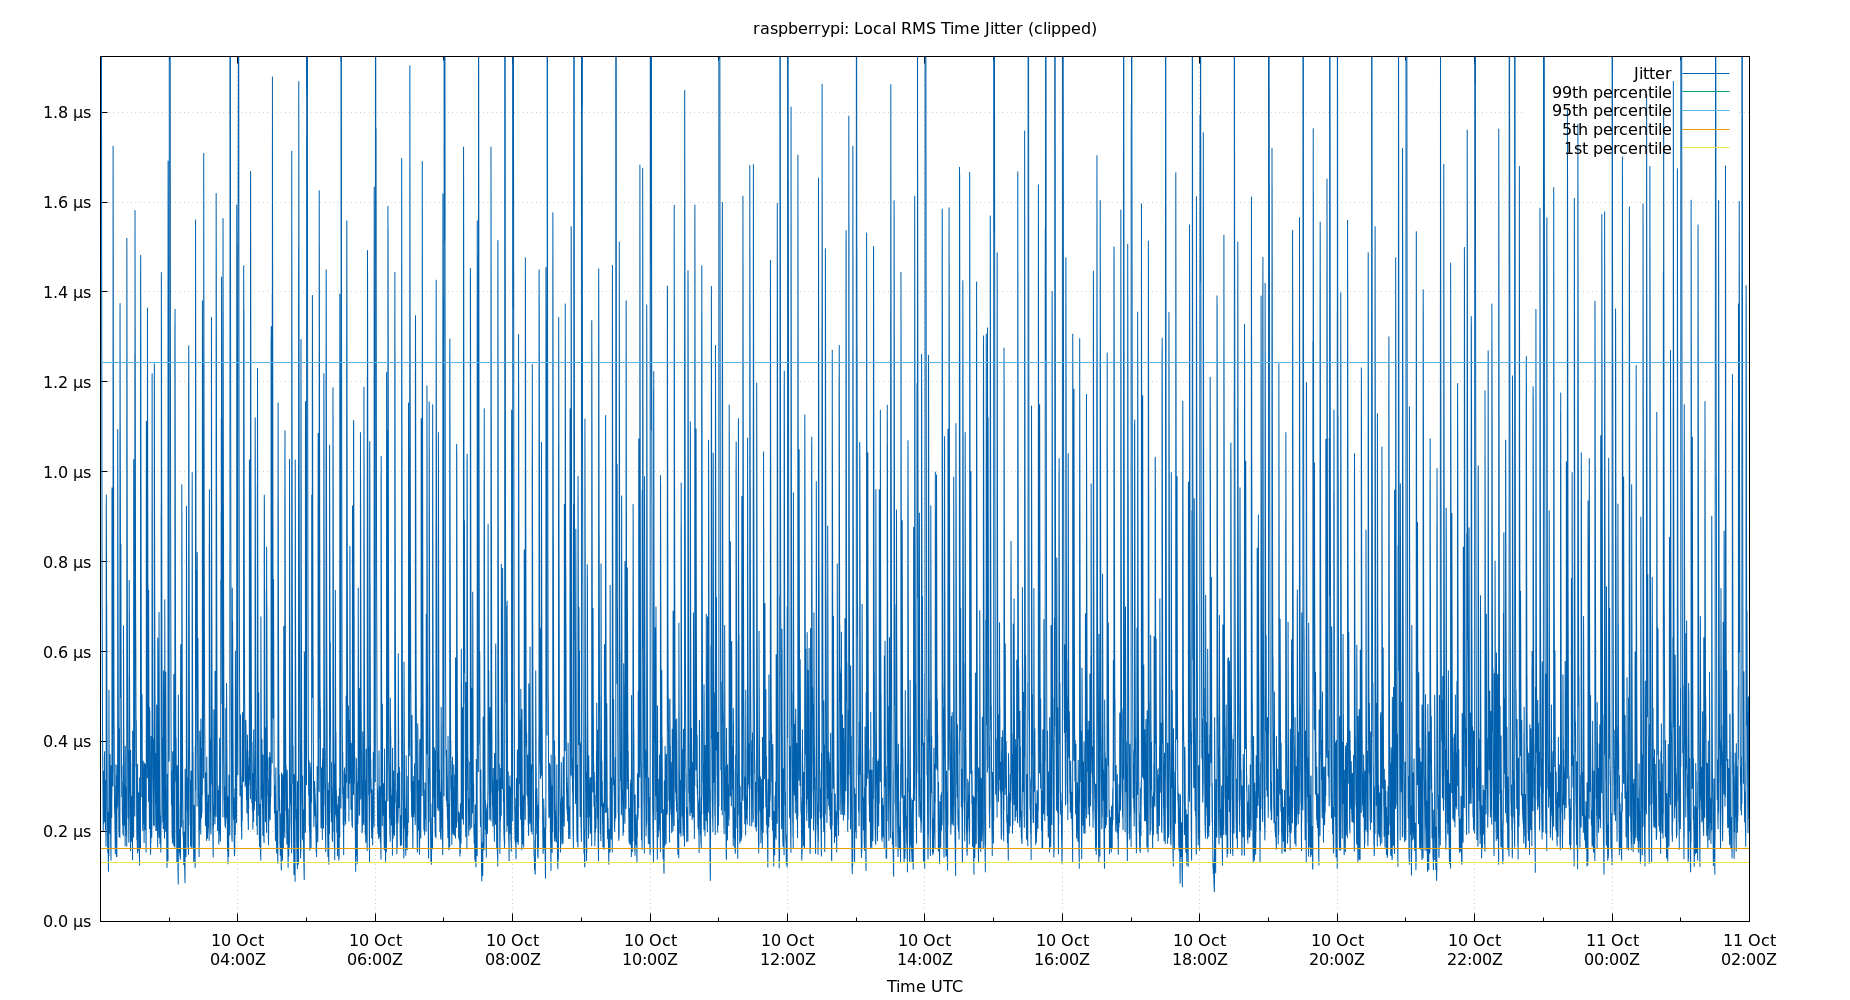 raspberrypi: Local RMS Time Jitter (clipped)
Jitter
99th percentile
95th percentile
5th percentile
1st percentile
1.8 µs
1.6 µs
1.4 µs
1.2 µs
1.0 µs
0.8 µs
0.6 µs
0.4 µs
0.2 µs
0.0 µs
10 Oct 10 Oct 10 Oct 10 Oct 10 Oct 10 Oct 10 Oct 10 Oct 10 Oct 10 Oct 11 Oct 11 Oct
04:00Z 06:00Z 08:00Z 10:00Z 12:00Z 14:00Z 16:00Z 18:00Z 20:00Z 22:00Z 00:00Z 02:00Z
Time UTC